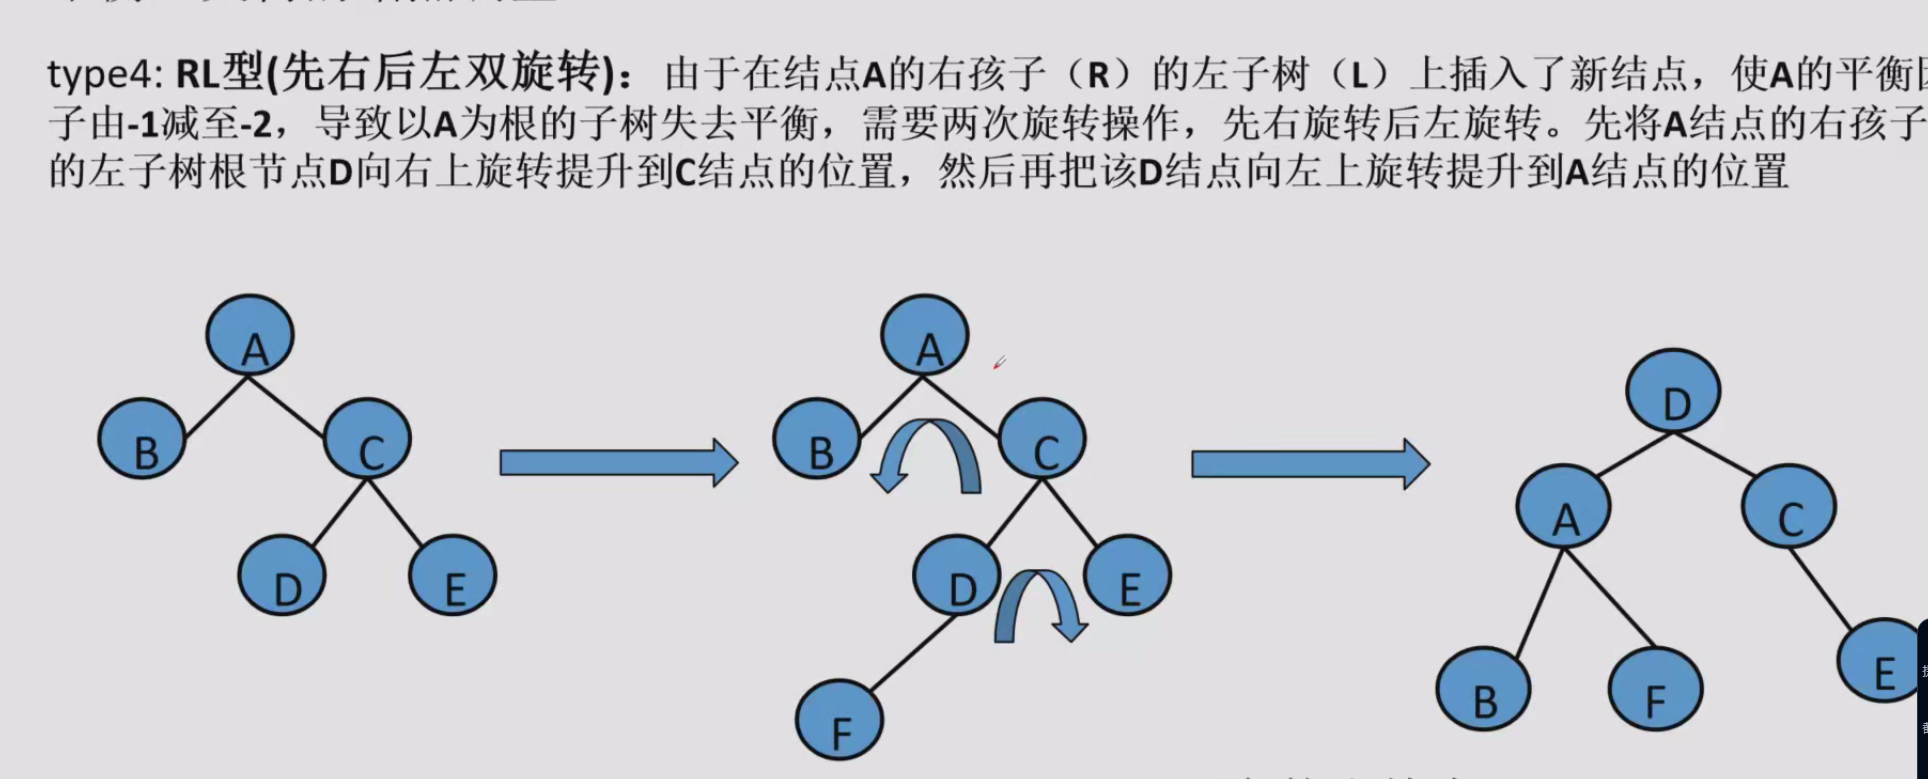 type4: RL型(先右后左双旋转)：由于在结点A的右孩子（R）的左子树（L）上插入了新结点，使A的平衡因
子由-1减至-2，导致以A为根的子树失去平衡，需要两次旋转操作，先右旋转后左旋转。先将A结点的右孩子
的左子树根节点D向右上旋转提升到C结点的位置，然后再把该D结点向左上旋转提升到A结点的位置
A
A
D
B
C
B
C
A
C
D
E
D
E
B
F
E
F